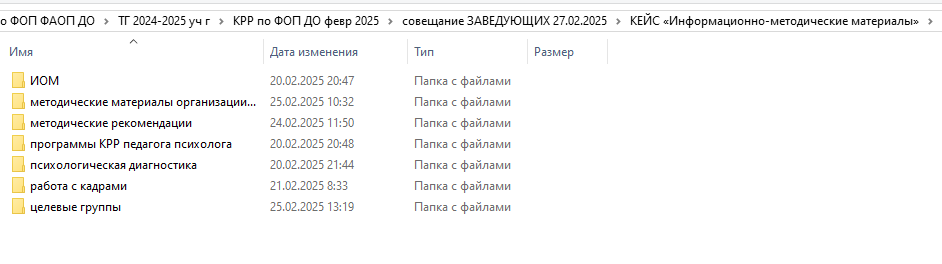 о ФОП ФАОП ДО > ТГ 2024-2025 уч г > КРР по ФОП ДО февр 2025 > совещание ЗАВЕДУЮЩИХ 27.02.2025 > КЕЙС «Информационно-методические материалы» >
Имя Дата изменения Тип Размер
ИОМ 20.02.2025 20:47 Папка с файлами
методические материалы организации... 25.02.2025 10:32 Папка с файлами
методические рекомендации 24.02.2025 11:50 Папка с файлами
программы КРР педагога психолога 20.02.2025 20:48 Папка с файлами
психологическая диагностика 20.02.2025 21:44 Папка с файлами
работа с кадрами 21.02.2025 8:33 Папка с файлами
целевые группы 25.02.2025 13:19 Папка с файлами